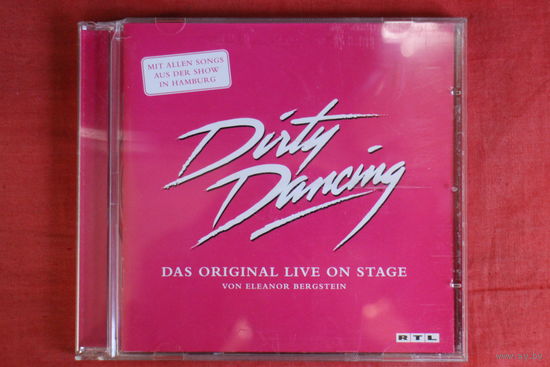 MIT ALLEN SONGS
AUS DER SHOW
IN HAMBURG
Dirty
Dancing
DAS ORIGINAL LIVE ON STAGE
VON ELEANOR BERGSTEIN
RTL